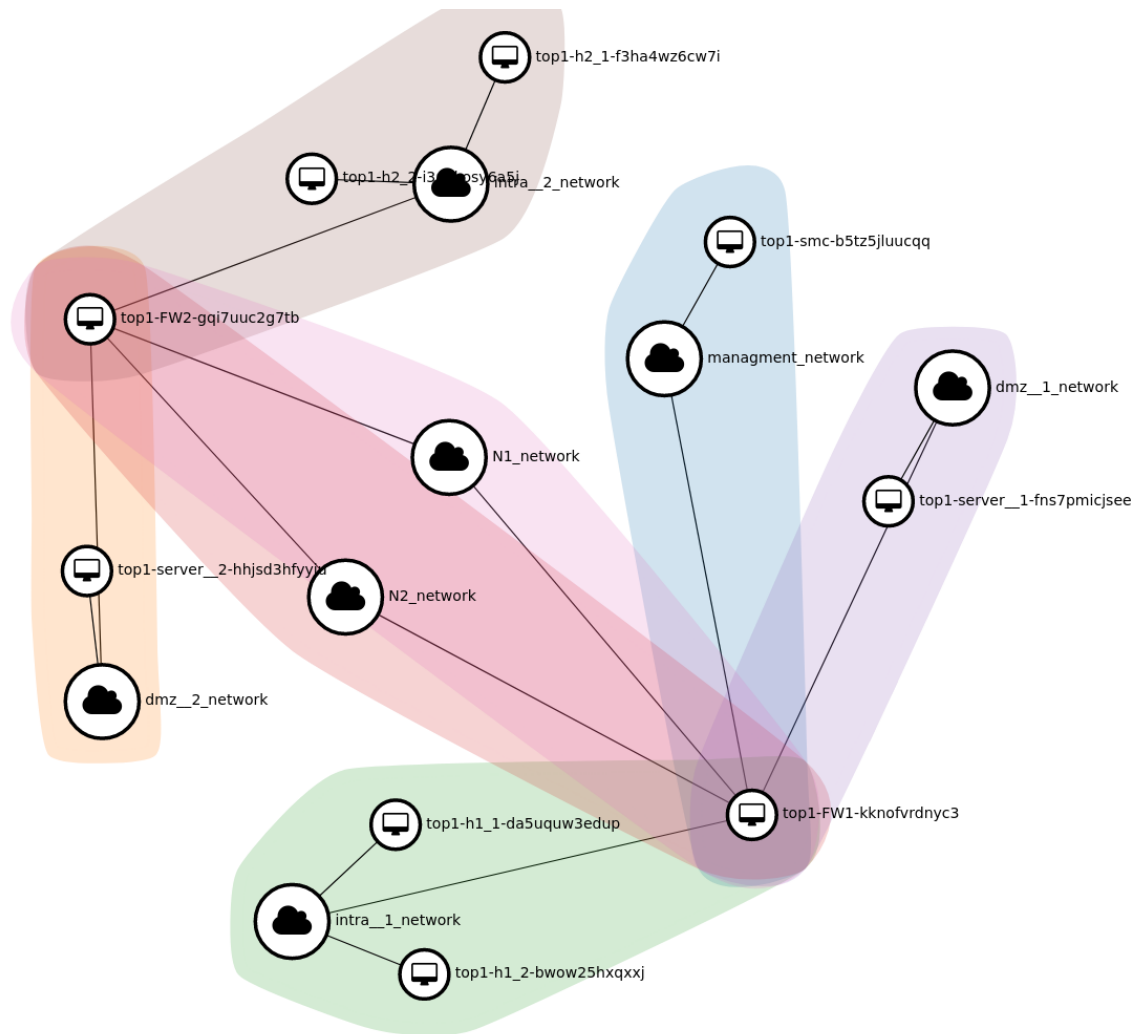 top1-h2_1-f3ha4wz6cw7i
intra__2_network
top1-smc-b5tz5jluucqq
top1-FW2-gqi7uuc2g7tb
managment_network
dmz__1_network
N1_network
top1-server__1-fns7pmicjsee
N2_network
dmz__2_network
top1-FW1-kknofvrdnyc3
top1-h1_1-da5uquw3edup
intra__1_network
top1-h1_2-bwow25hxqxxj